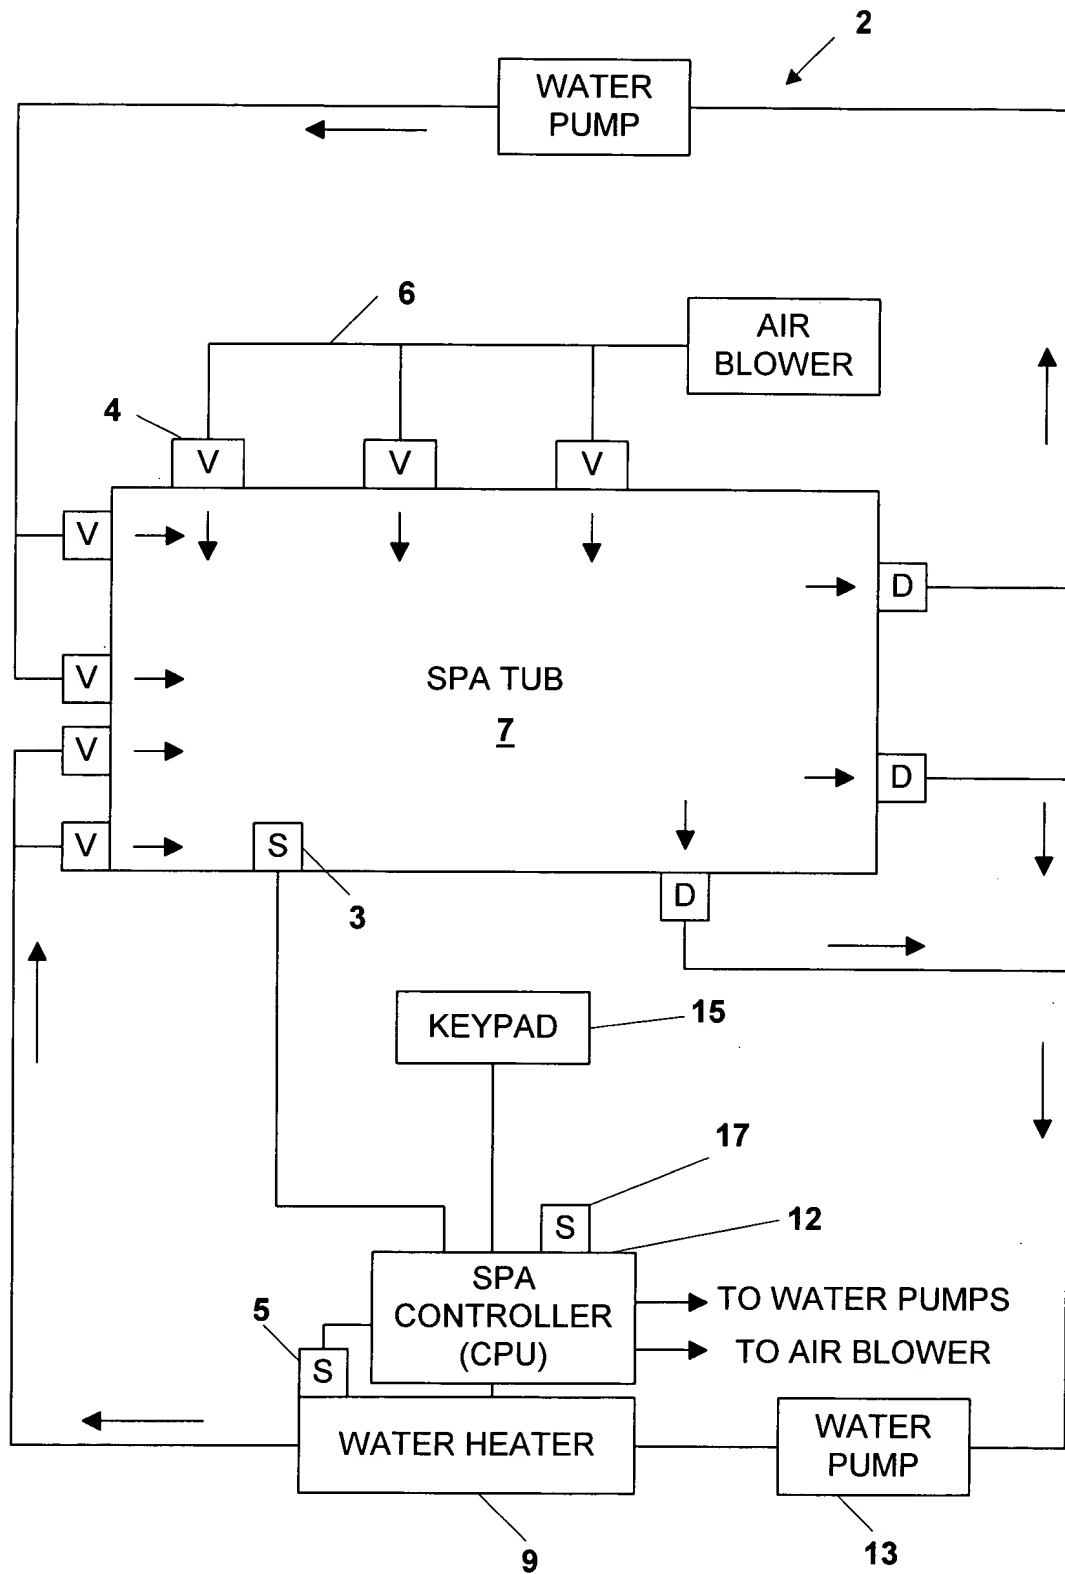 2
WATER
PUMP
6
AIR
BLOWER
4
V
V
V
V
D
V
SPA TUB
7
V
D
V
S
3
D
KEYPAD
15
17
S
12
SPA
CONTROLLER
(CPU)
TO WATER PUMPS
TO AIR BLOWER
5
S
WATER HEATER
WATER
PUMP
9
13